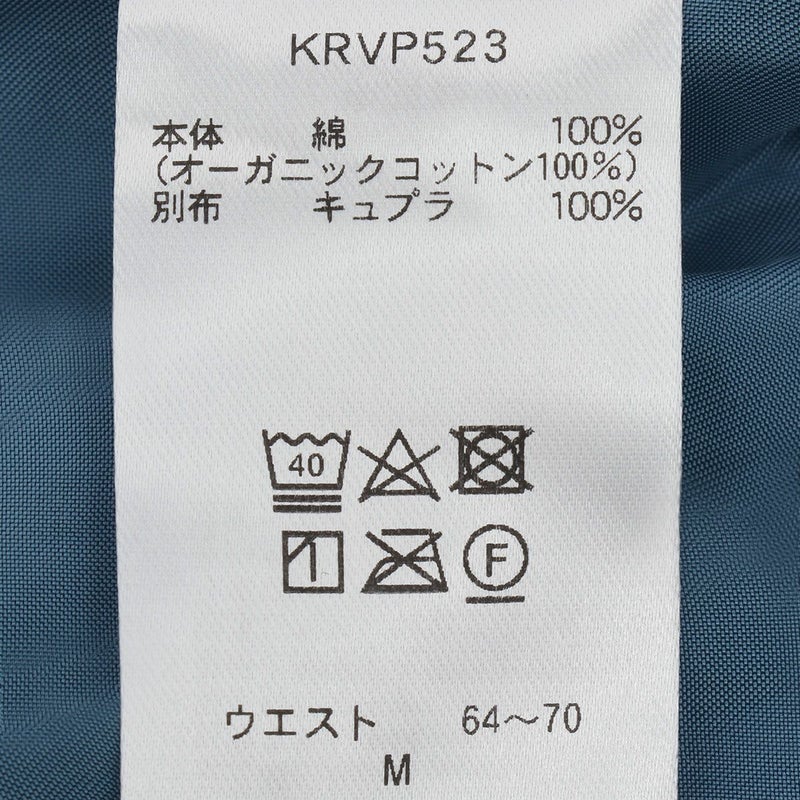 KRVP523
本体 綿 100%
(オーガニックコットン100%)
別布 キュプラ 100%
40
F
ウエスト 64～70
M